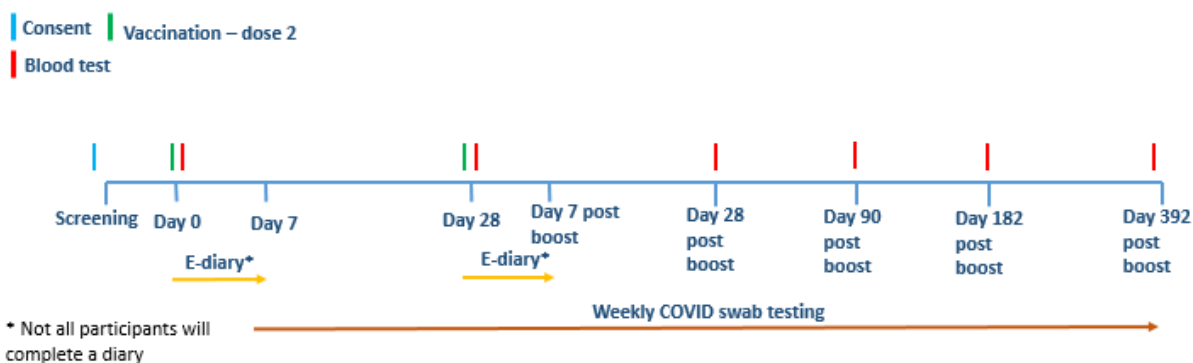 Consent
Vaccination – dose 2
Blood test
Screening
Day 0
Day 7
Day 28
Day 7 post
boost
Day 28
post
boost
Day 90
post
boost
Day 182
post
boost
Day 392
post
boost
E-diary*
E-diary*
Weekly COVID swab testing
* Not all participants will
complete a diary